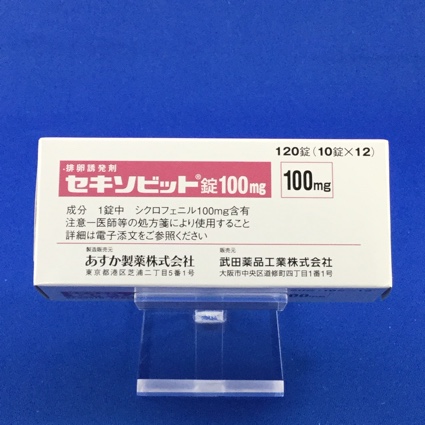 120錠(10錠×12)
排卵誘発剤
セキソビット®錠100mg
100mg
成分 1錠中 シクロフェニル100mg含有
注意-医師等の処方箋により使用すること
詳細は電子添文をご参照ください
製造販売元
あすか製薬株式会社
東京都港区芝浦二丁目5番1号
販売元
武田薬品工業株式会社
大阪市中央区道修町四丁目1番1号
00mg